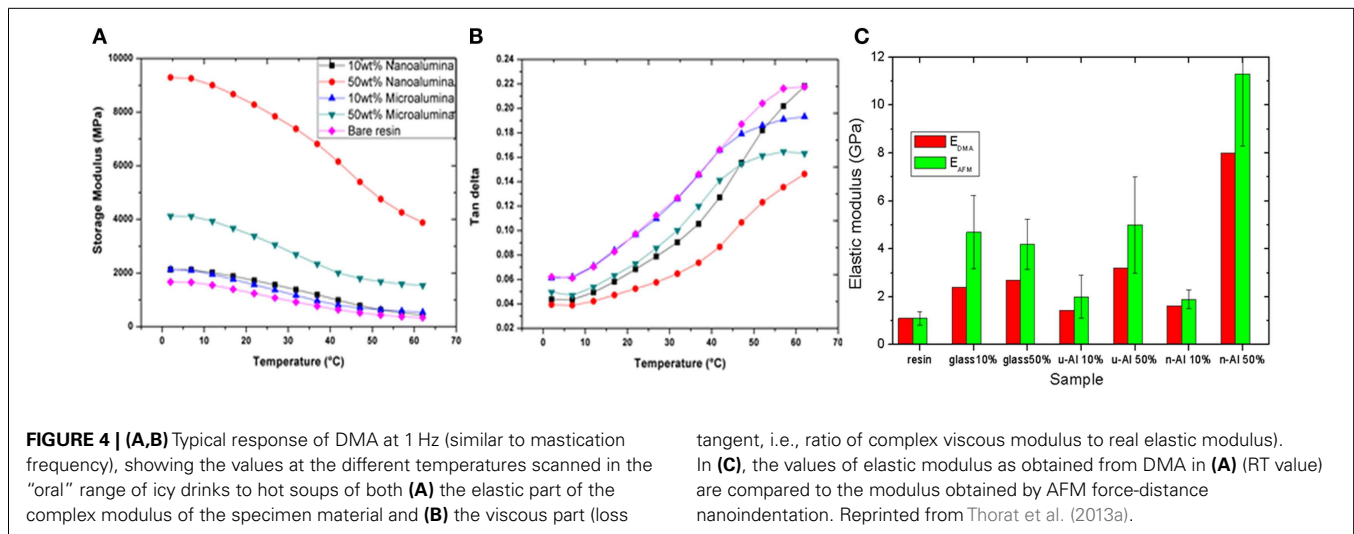 A
B
C
Storage Modulus (MPa)
10000
8000
6000
4000
2000
0
10wt% Nanoalumina
50wt% Nanoalumina
10wt% Microalumina
50wt% Microalumina
Bare resin
0 10 20 30 40 50 60 70
Temperature (°C)
Tan delta
0.24
0.22
0.20
0.18
0.16
0.14
0.12
0.10
0.08
0.06
0.04
0.02
0 10 20 30 40 50 60 70
Temperature (°C)
Elastic modulus (GPa)
12
10
8
6
4
2
0
E DMA
E AFM
resin glass10% glass50% u-Al 10% u-Al 50% n-Al 10% n-Al 50%
Sample
FIGURE 4 | (A,B) Typical response of DMA at 1 Hz (similar to mastication
frequency), showing the values at the different temperatures scanned in the
"oral" range of icy drinks to hot soups of both (A) the elastic part of the
complex modulus of the specimen material and (B) the viscous part (loss
tangent, i.e., ratio of complex viscous modulus to real elastic modulus).
In (C), the values of elastic modulus as obtained from DMA in (A) (RT value)
are compared to the modulus obtained by AFM force-distance
nanoindentation. Reprinted from Thorat et al. (2013a).